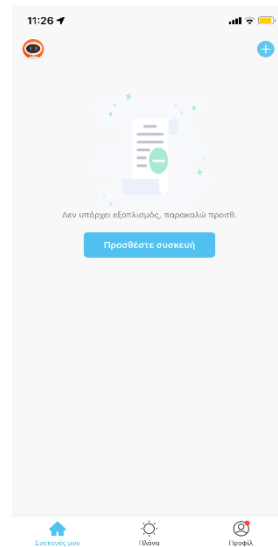 11:26
Δεν υπάρχει εξοπλισμός, παρακαλώ προσθ.
Προσθέστε συσκευή
Συσκευές μου
Πλάνα
Προφίλ